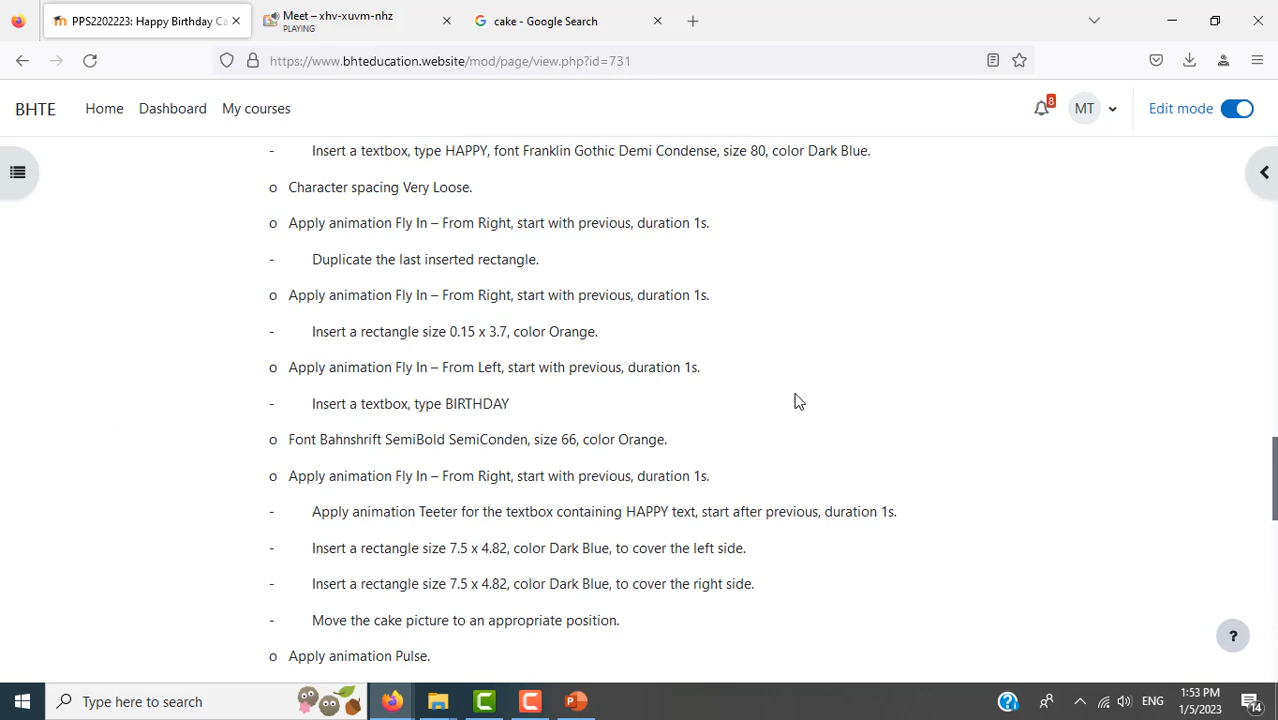 PPS2202223: Happy Birthday Ca
Meet – xhv-xuvm-nhz
PLAYING
cake - Google Search
https://www.bhteducation.website/mod/page/view.php?id=731
BHTE
Home
Dashboard
My courses
8
MT
Edit mode
- Insert a textbox, type HAPPY, font Franklin Gothic Demi Condense, size 80, color Dark Blue.
o Character spacing Very Loose.
o Apply animation Fly In – From Right, start with previous, duration 1s.
- Duplicate the last inserted rectangle.
o Apply animation Fly In – From Right, start with previous, duration 1s.
- Insert a rectangle size 0.15 x 3.7, color Orange.
o Apply animation Fly In – From Left, start with previous, duration 1s.
- Insert a textbox, type BIRTHDAY
o Font Bahnshrift SemiBold SemiConden, size 66, color Orange.
o Apply animation Fly In – From Right, start with previous, duration 1s.
- Apply animation Teeter for the textbox containing HAPPY text, start after previous, duration 1s.
- Insert a rectangle size 7.5 x 4.82, color Dark Blue, to cover the left side.
- Insert a rectangle size 7.5 x 4.82, color Dark Blue, to cover the right side.
- Move the cake picture to an appropriate position.
o Apply animation Pulse.
?
Type here to search
ENG
1:53 PM
1/5/2023
14